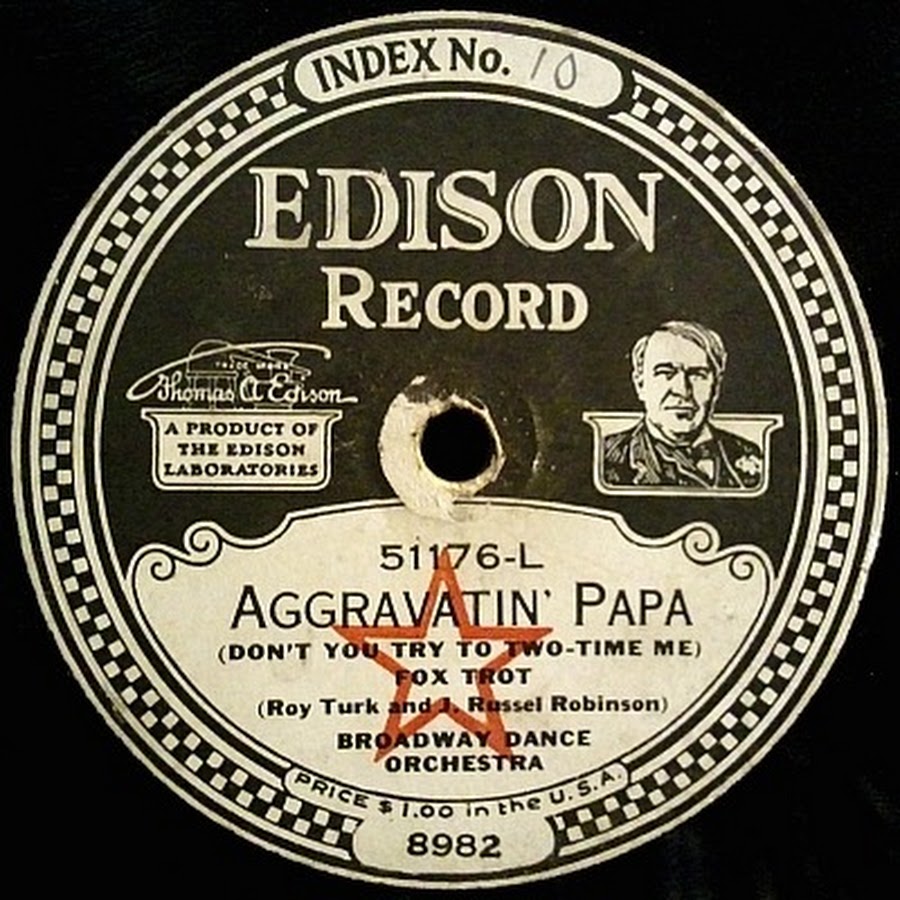 INDEX No. 10
EDISON
RECORD
TRADE MARK
Thomas A Edison
A PRODUCT OF
THE EDISON
LABORATORIES
51176-L
AGGRAVATIN' PAPA
(DON'T YOU TRY TO TWO-TIME ME)
FOX TROT
(Roy Turk and J. Russel Robinson)
BROADWAY DANCE
ORCHESTRA
PRICE $1.00 in the U.S.A.
8982